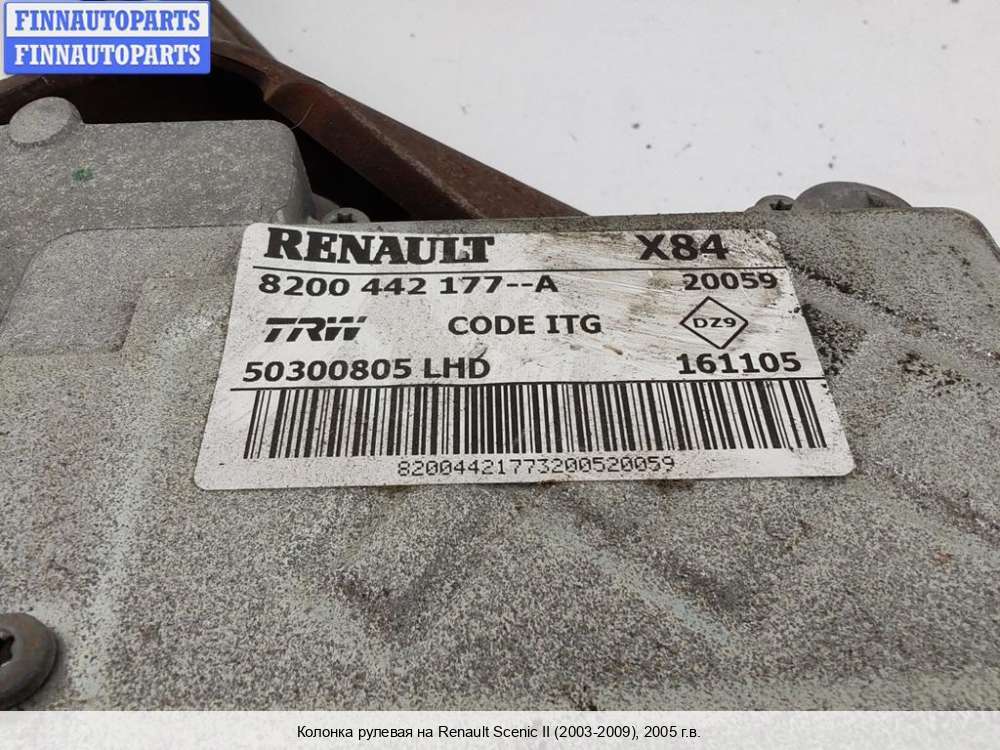 FINNAUTOPARTS
FINNAUTOPARTS
RENAULT X84
8200 442 177--A 20059
TRW CODE ITG DZ9
50300805 LHD 161105
82004421773200520059
Колонка рулевая на Renault Scenic II (2003-2009), 2005 г.в.